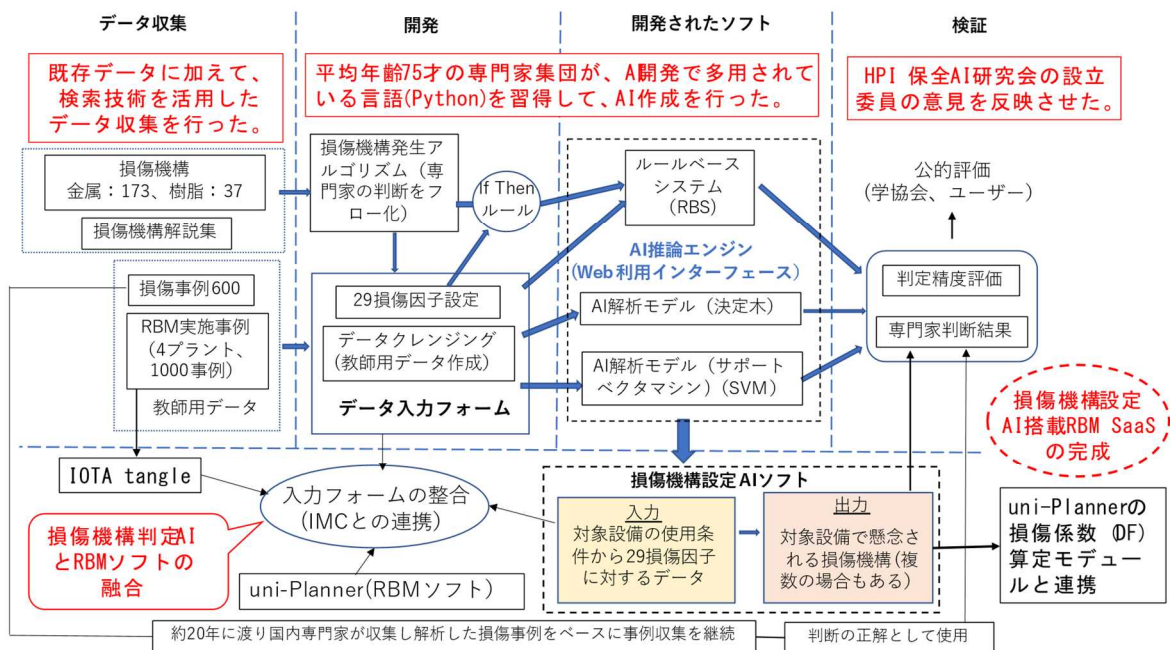 データ収集
開発
開発されたソフト
検証
既存データに加えて、
検索技術を活用した
データ収集を行った。
平均年齢75才の専門家集団が、AI開発で多用されて
いる言語(Python)を習得して、AI作成を行った。
HPI 保全AI研究会の設立
委員の意見を反映させた。
損傷機構
金属：173、樹脂：37
損傷機構解説集
損傷機構発生ア
ルゴリズム（専
門家の判断をフ
ロー化）
If Then
ルール
ルールベース
システム
（RBS）
公的評価
(学協会、ユーザー)
AI推論エンジン
(Web利用インターフェース)
損傷事例600
RBM実施事例
（4プラント、
1000事例）
教師用データ
29損傷因子設定
データクレンジング
(教師用データ作成)
データ入力フォーム
AI解析モデル（決定木）
AI解析モデル（サポート
ベクタマシン）(SVM)
判定精度評価
専門家判断結果
損傷機構設定
AI搭載RBM SaaS
の完成
IOTA tangle
入力フォームの整合
(IMCとの連携)
損傷機構判定AI
とRBMソフトの
融合
uni-Planner(RBMソフト)
損傷機構設定AIソフト
入力
対象設備の使用条
件から29損傷因子
に対するデータ
出力
対象設備で懸念さ
れる損傷機構(複
数の場合もある)
uni-Plannerの
損傷係数（DF）
算定モジュー
ルと連携
約20年に渡り国内専門家が収集し解析した損傷事例をベースに事例収集を継続
判断の正解として使用